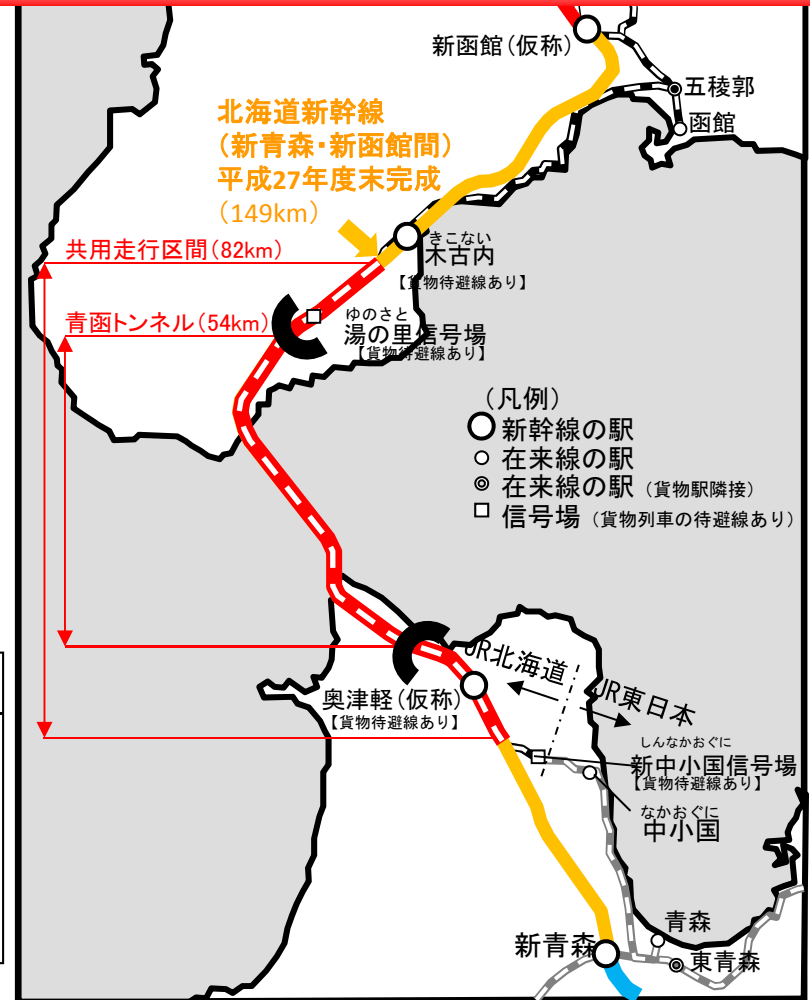 新函館(仮称)
五稜郭
函館
北海道新幹線
(新青森・新函館間)
平成27年度末完成
(149km)
きこない
木古内
【貨物待避線あり】
共用走行区間(82km)
青函トンネル(54km)
ゆのさと
湯の里信号場
【貨物待避線あり】
(凡例)
新幹線の駅
在来線の駅
在来線の駅 (貨物駅隣接)
信号場 (貨物列車の待避線あり)
JR北海道
JR東日本
奥津軽(仮称)
【貨物待避線あり】
しんなかおぐに
新中小国信号場
【貨物待避線あり】
なかおぐに
中小国
青森
新青森
東青森